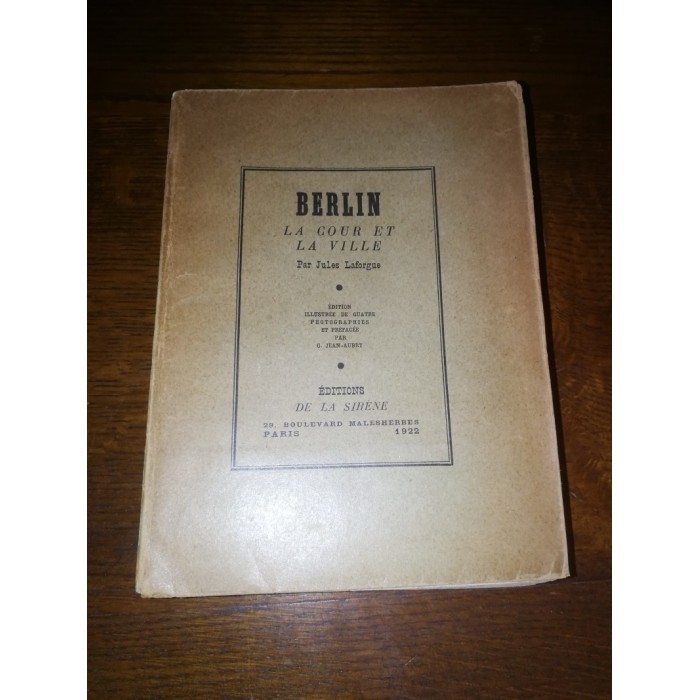 BERLIN
LA COUR ET
LA VILLE
Par Jules Laforgue
ÉDITION
ILLUSTRÉE DE QUATRE
PHOTOGRAPHIES
ET PRÉFACÉE
PAR
G. JEAN-AUBRY
ÉDITIONS
DE LA SIRÈNE
29, BOULEVARD MALESHERBES
PARIS 1922